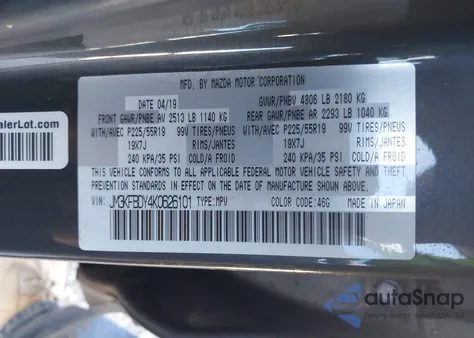 MFD. BY MAZDA MOTOR CORPORATION
DATE 04/19 GVWR/PNBV 4806 LB 2180 KG
FRONT GAWR/PNBE AV 2513 LB 1140 KG REAR GAWR/PNBE AR 2293 LB 1040 KG
WITH/AVEC P225/55R19 99V TIRES/PNEUS WITH/AVEC P225/55R19 99V TIRES/PNEUS
19X7J RIMS/JANTES 19X7J RIMS/JANTES
240 KPA/35 PSI COLD/A FROID 240 KPA/35 PSI COLD/A FROID
THIS VEHICLE CONFORMS TO ALL APPLICABLE FEDERAL MOTOR VEHICLE SAFETY AND THEFT
PREVENTION STANDARDS IN EFFECT ON THE DATE OF MANUFACTURE SHOWN ABOVE.
VIN: JM3KFBDY4K0626101 TYPE: MPV COLOR CODE: 46G MADE IN JAPAN
alerLot.com
autoSnap